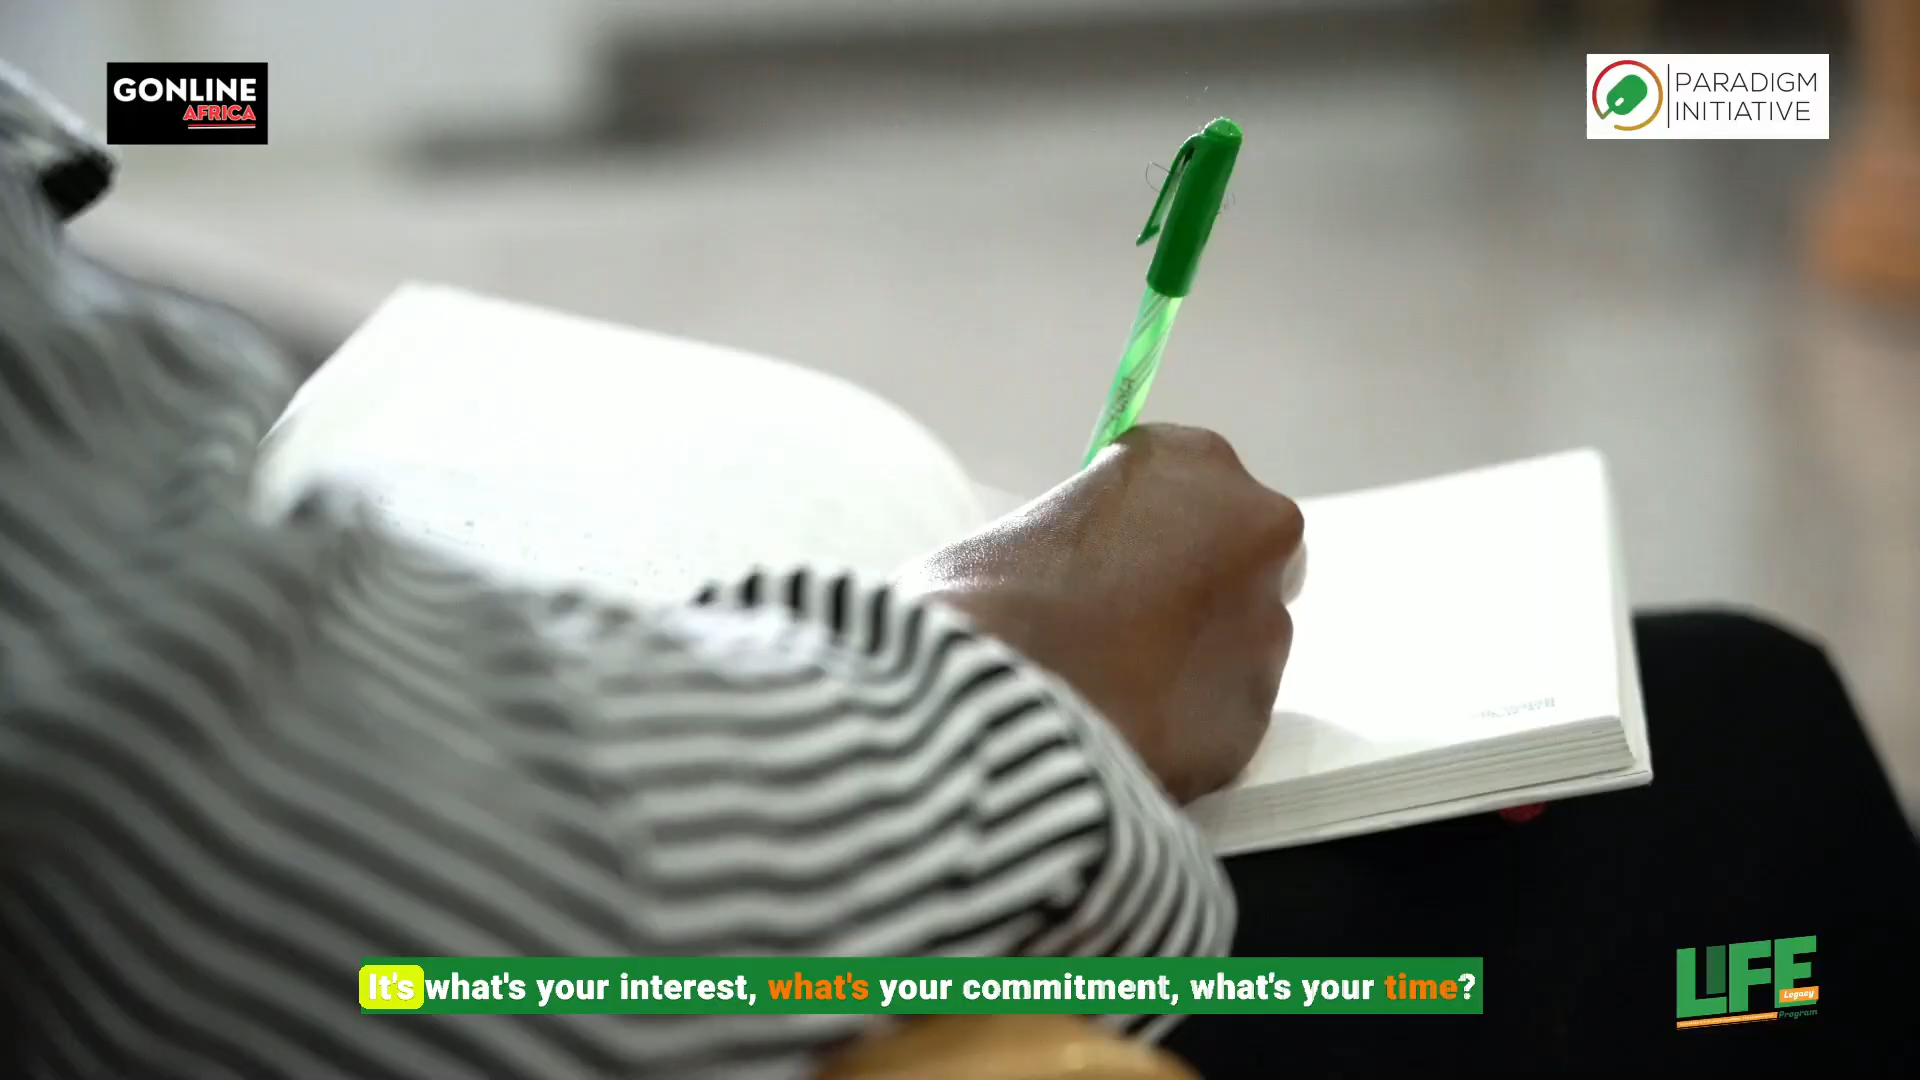 GONLINE
AFRICA
PARADIGM
INITIATIVE
It's what's your interest, what's your commitment, what's your time?
LIFE
Legacy
Program